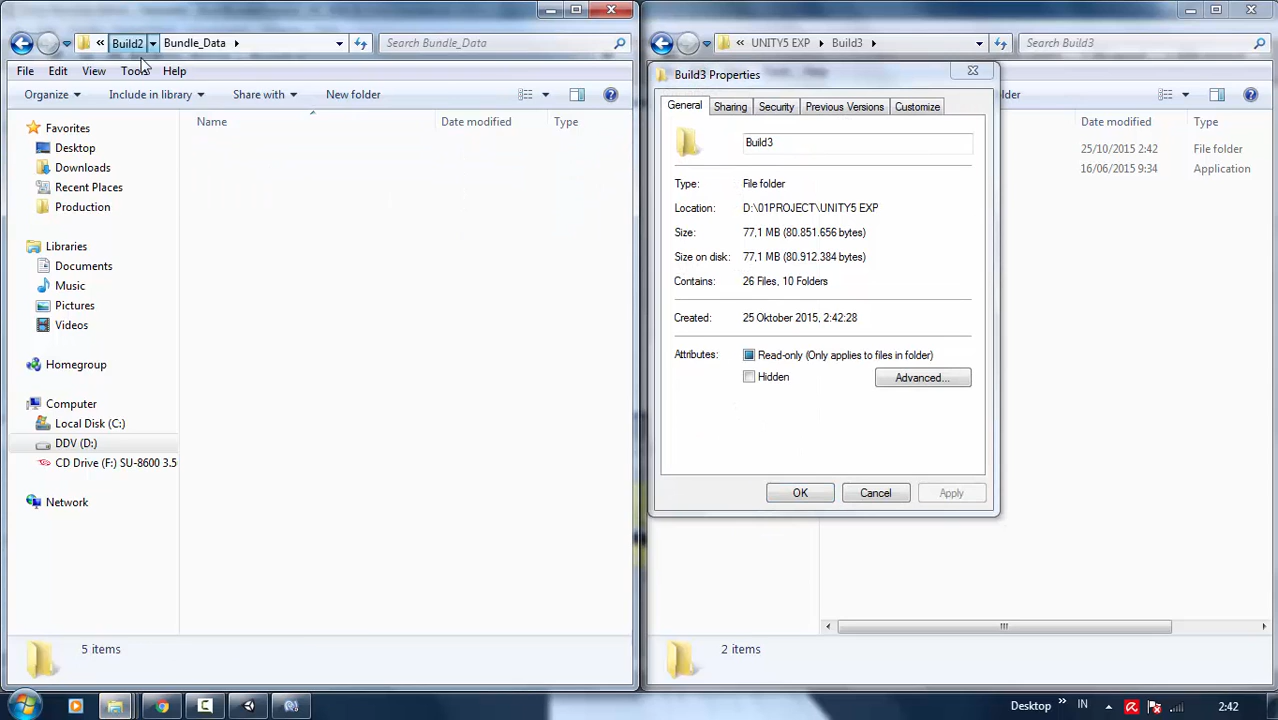 Build2
Bundle_Data
Search Bundle_Data
File Edit View Tools Help
Organize Include in library Share with New folder
Name Date modified Type
Favorites
Desktop
Downloads
Recent Places
Production
Libraries
Documents
Music
Pictures
Videos
Homegroup
Computer
Local Disk (C:)
DDV (D:)
CD Drive (F:) SU-8600 3.5
Network
5 items
UNITY5 EXP Build3
Search Build3
Build3 Properties
General Sharing Security Previous Versions Customize
Build3
Type: File folder
Location: D:\01PROJECT\UNITY5 EXP
Size: 77,1 MB (80.851.656 bytes)
Size on disk: 77,1 MB (80.912.384 bytes)
Contains: 26 Files, 10 Folders
Created: 25 Oktober 2015, 2:42:28
Attributes: Read-only (Only applies to files in folder)
Hidden
Advanced...
OK Cancel Apply
older
Date modified Type
25/10/2015 2:42 File folder
16/06/2015 9:34 Application
2 items
Desktop
IN
2:42